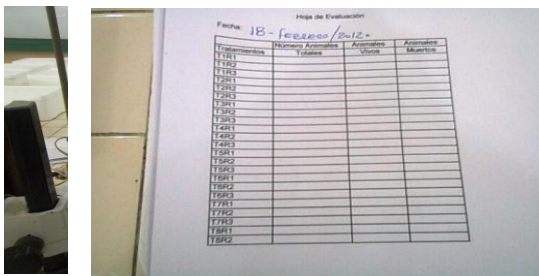 Hoja de Evaluación
Fecha: 18 - febrero/2012.
Tratamientos Número Animales Totales Animales Vivos Animales Muertos
T1R1
T1R2
T1R3
T2R1
T2R2
T2R3
T3R1
T3R2
T3R3
T4R1
T4R2
T4R3
T5R1
T5R2
T5R3
T6R1
T6R2
T6R3
T7R1
T7R2
T7R3
T8R1
T8R2